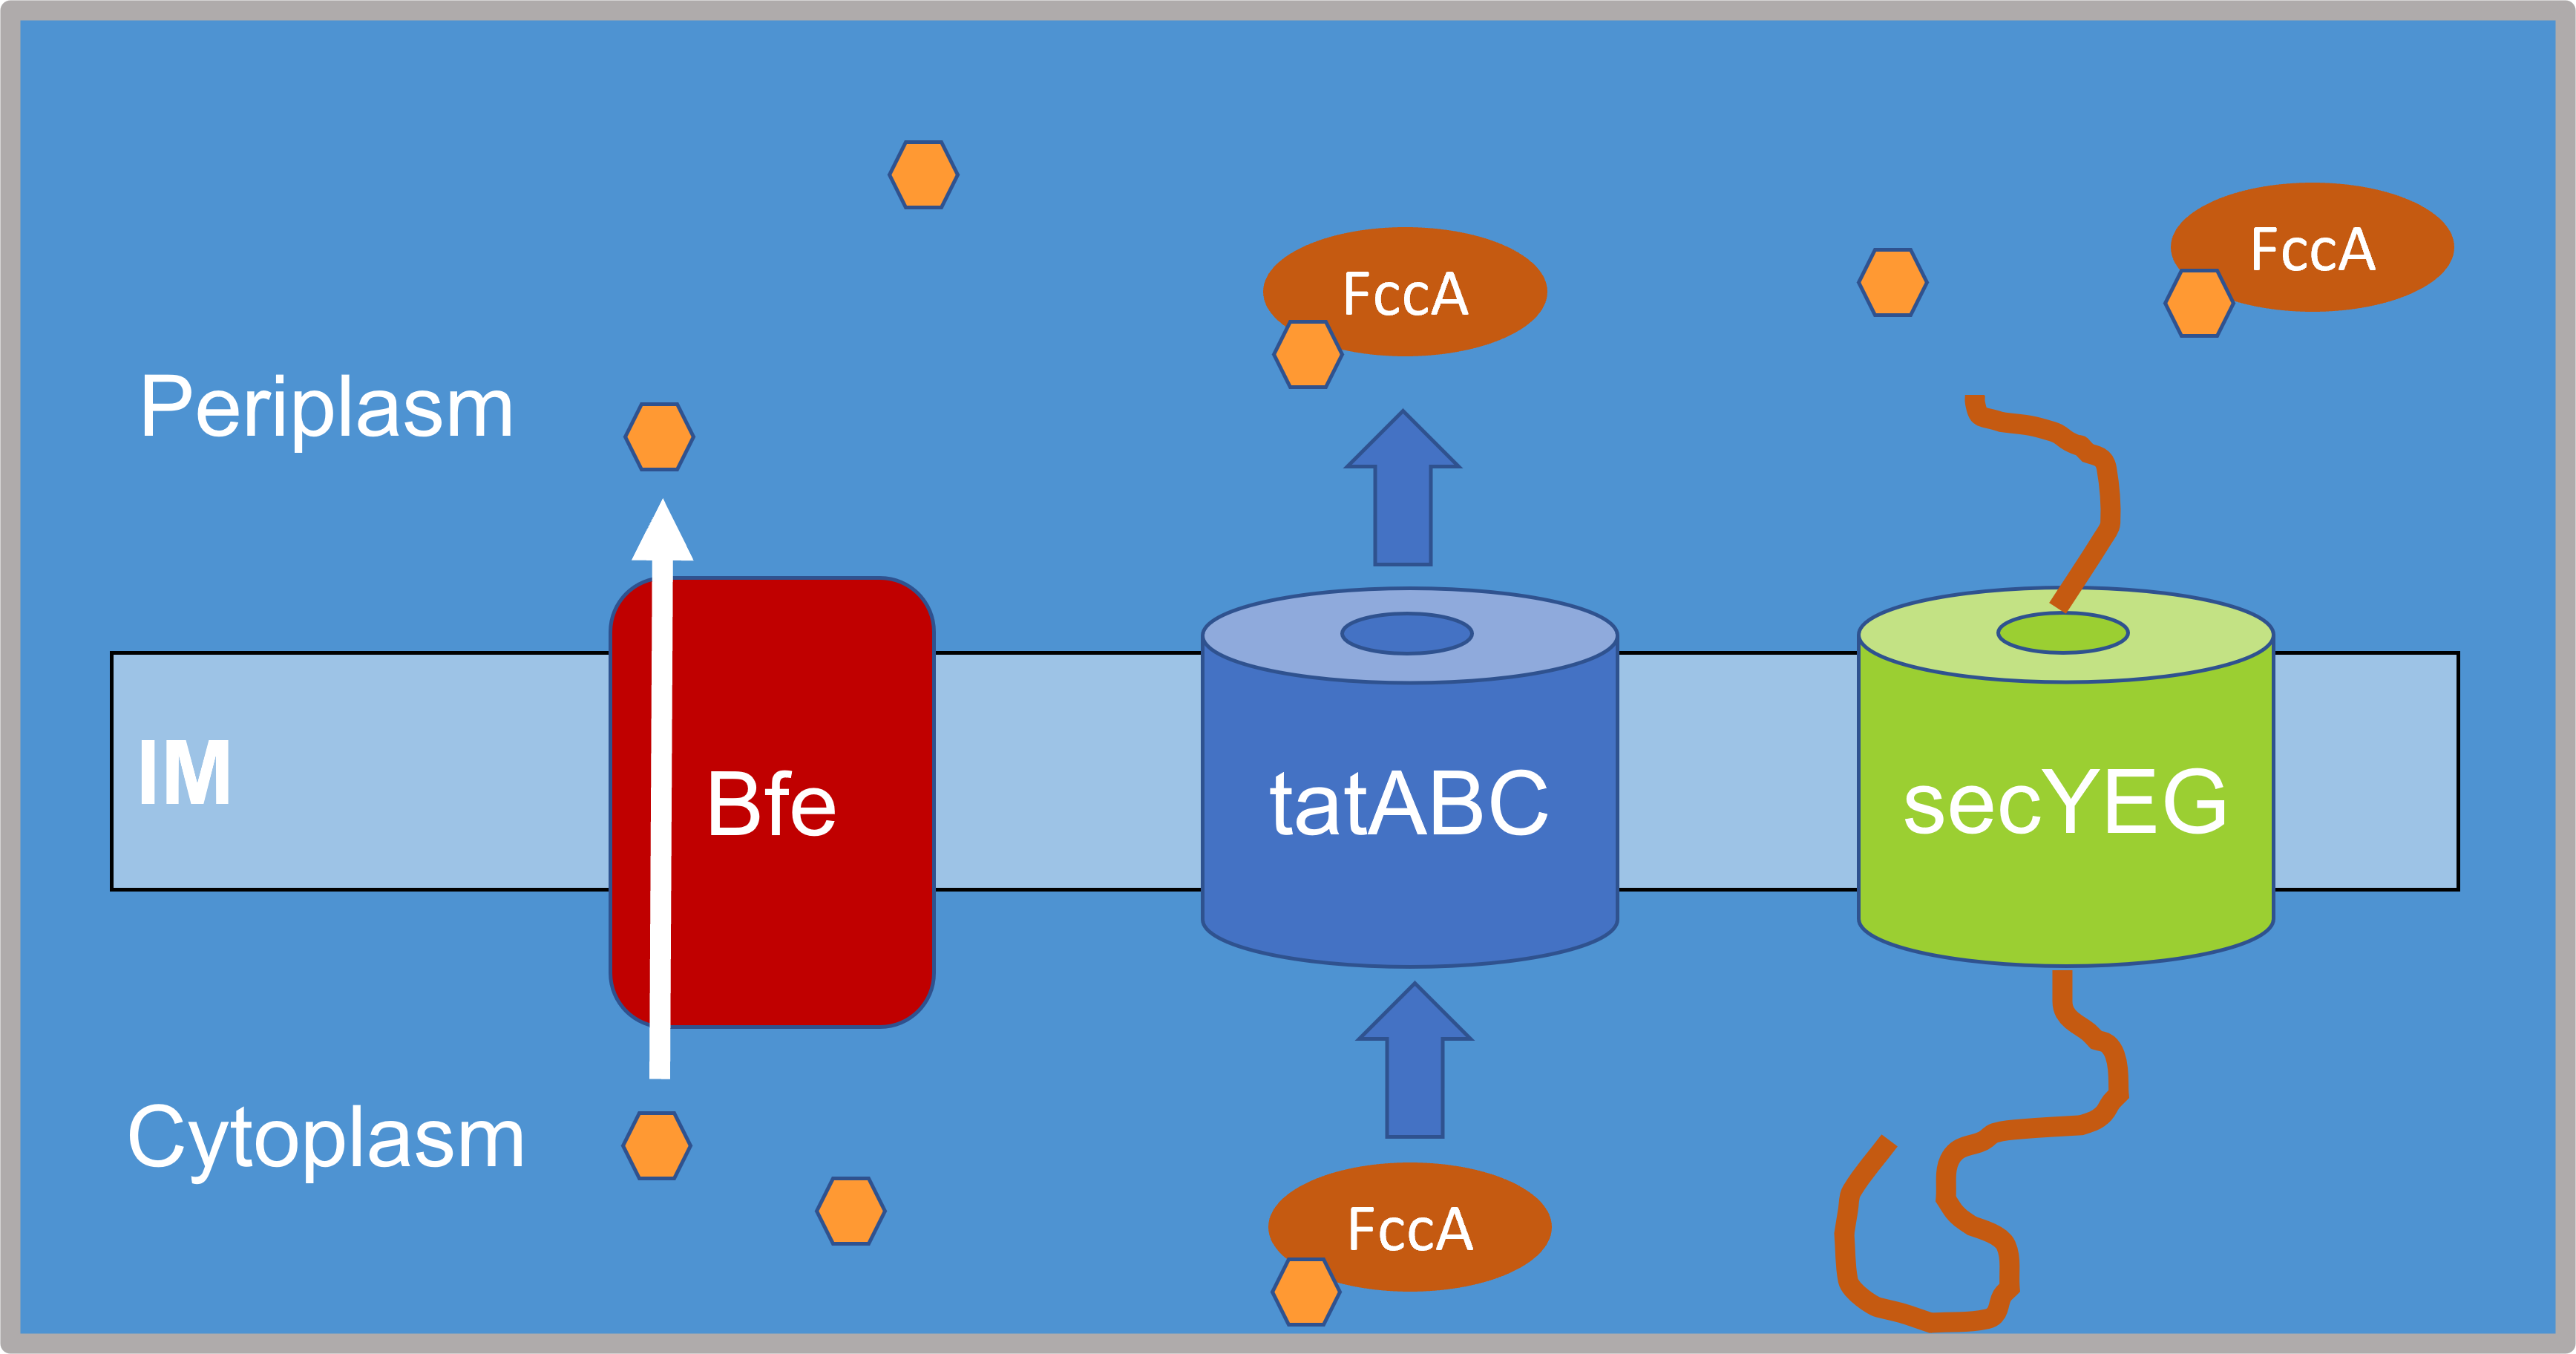 FccA
FccA
Periplasm
IM
Bfe
tatABC
secYEG
Cytoplasm
FccA